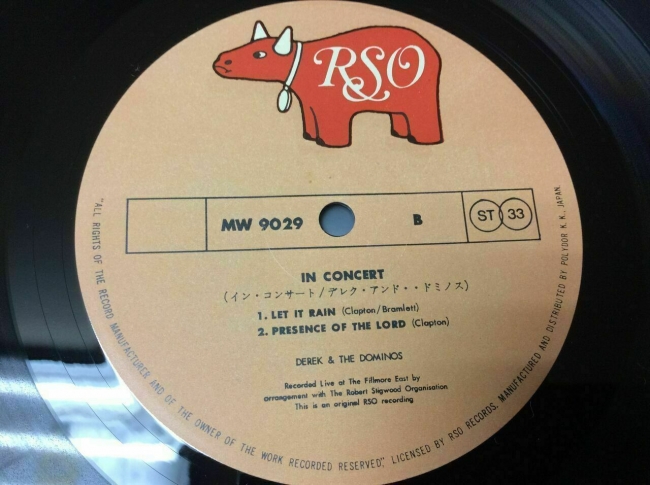 RSO
MW 9029
B
ST 33
IN CONCERT
(イン・コンサート/デレク・アンド・・ドミノス)
1. LET IT RAIN (Clapton/Bramlett)
2. PRESENCE OF THE LORD (Clapton)
DEREK & THE DOMINOS
Recorded Live at The Fillmore East by
arrangement with The Robert Stigwood Organisation
This is an original RSO recording
"ALL RIGHTS OF THE RECORD MANUFACTURER AND OF THE OWNER OF THE WORK RECORDED RESERVED", LICENSED BY RSO RECORDS, MANUFACTURED AND DISTRIBUTED BY POLYDOR K. K., JAPAN.